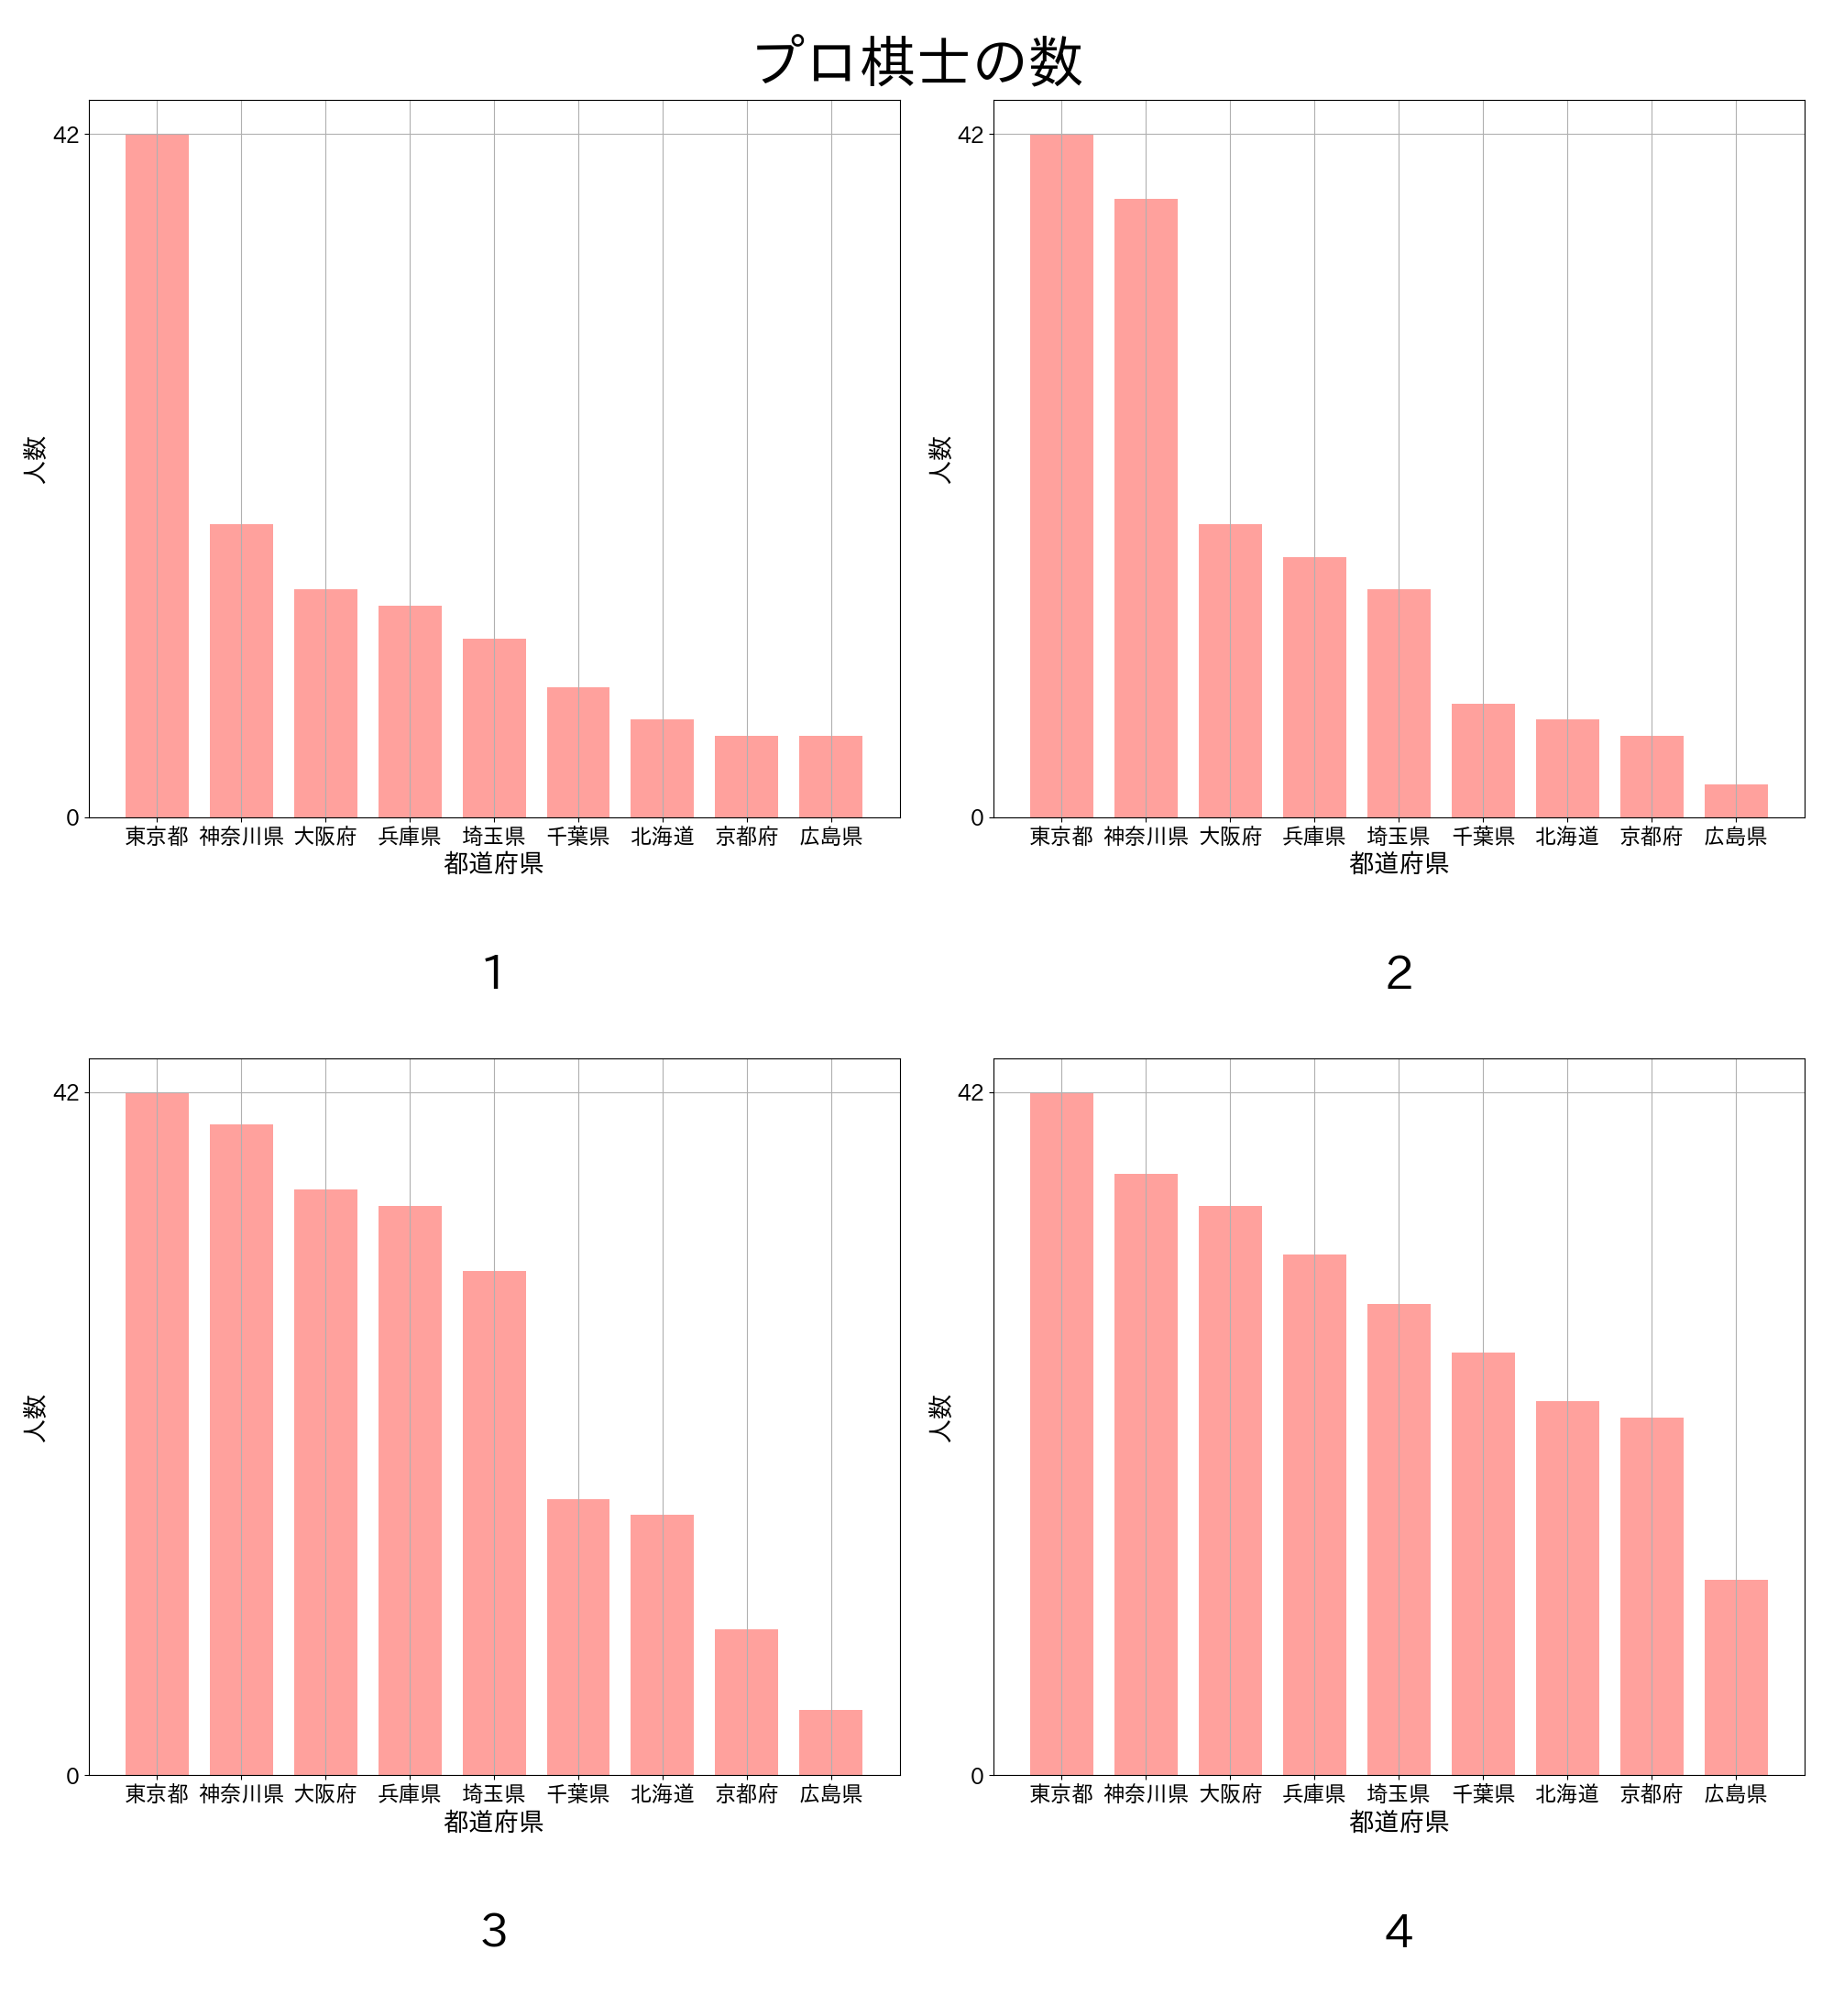 プロ棋士の数
42
人数
0
東京都 神奈川県 大阪府 兵庫県 埼玉県 千葉県 北海道 京都府 広島県
都道府県
1
42
人数
0
東京都 神奈川県 大阪府 兵庫県 埼玉県 千葉県 北海道 京都府 広島県
都道府県
2
42
人数
0
東京都 神奈川県 大阪府 兵庫県 埼玉県 千葉県 北海道 京都府 広島県
都道府県
3
42
人数
0
東京都 神奈川県 大阪府 兵庫県 埼玉県 千葉県 北海道 京都府 広島県
都道府県
4